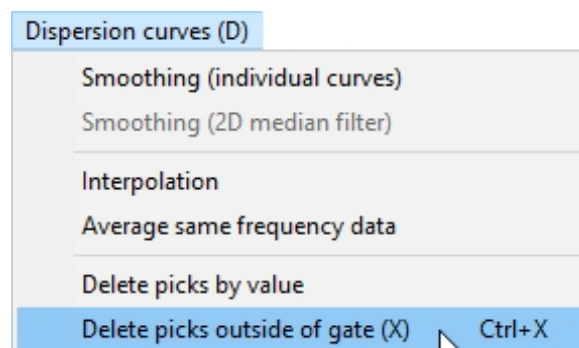 Dispersion curves (D)
Smoothing (individual curves)
Smoothing (2D median filter)
Interpolation
Average same frequency data
Delete picks by value
Delete picks outside of gate (X) Ctrl+X